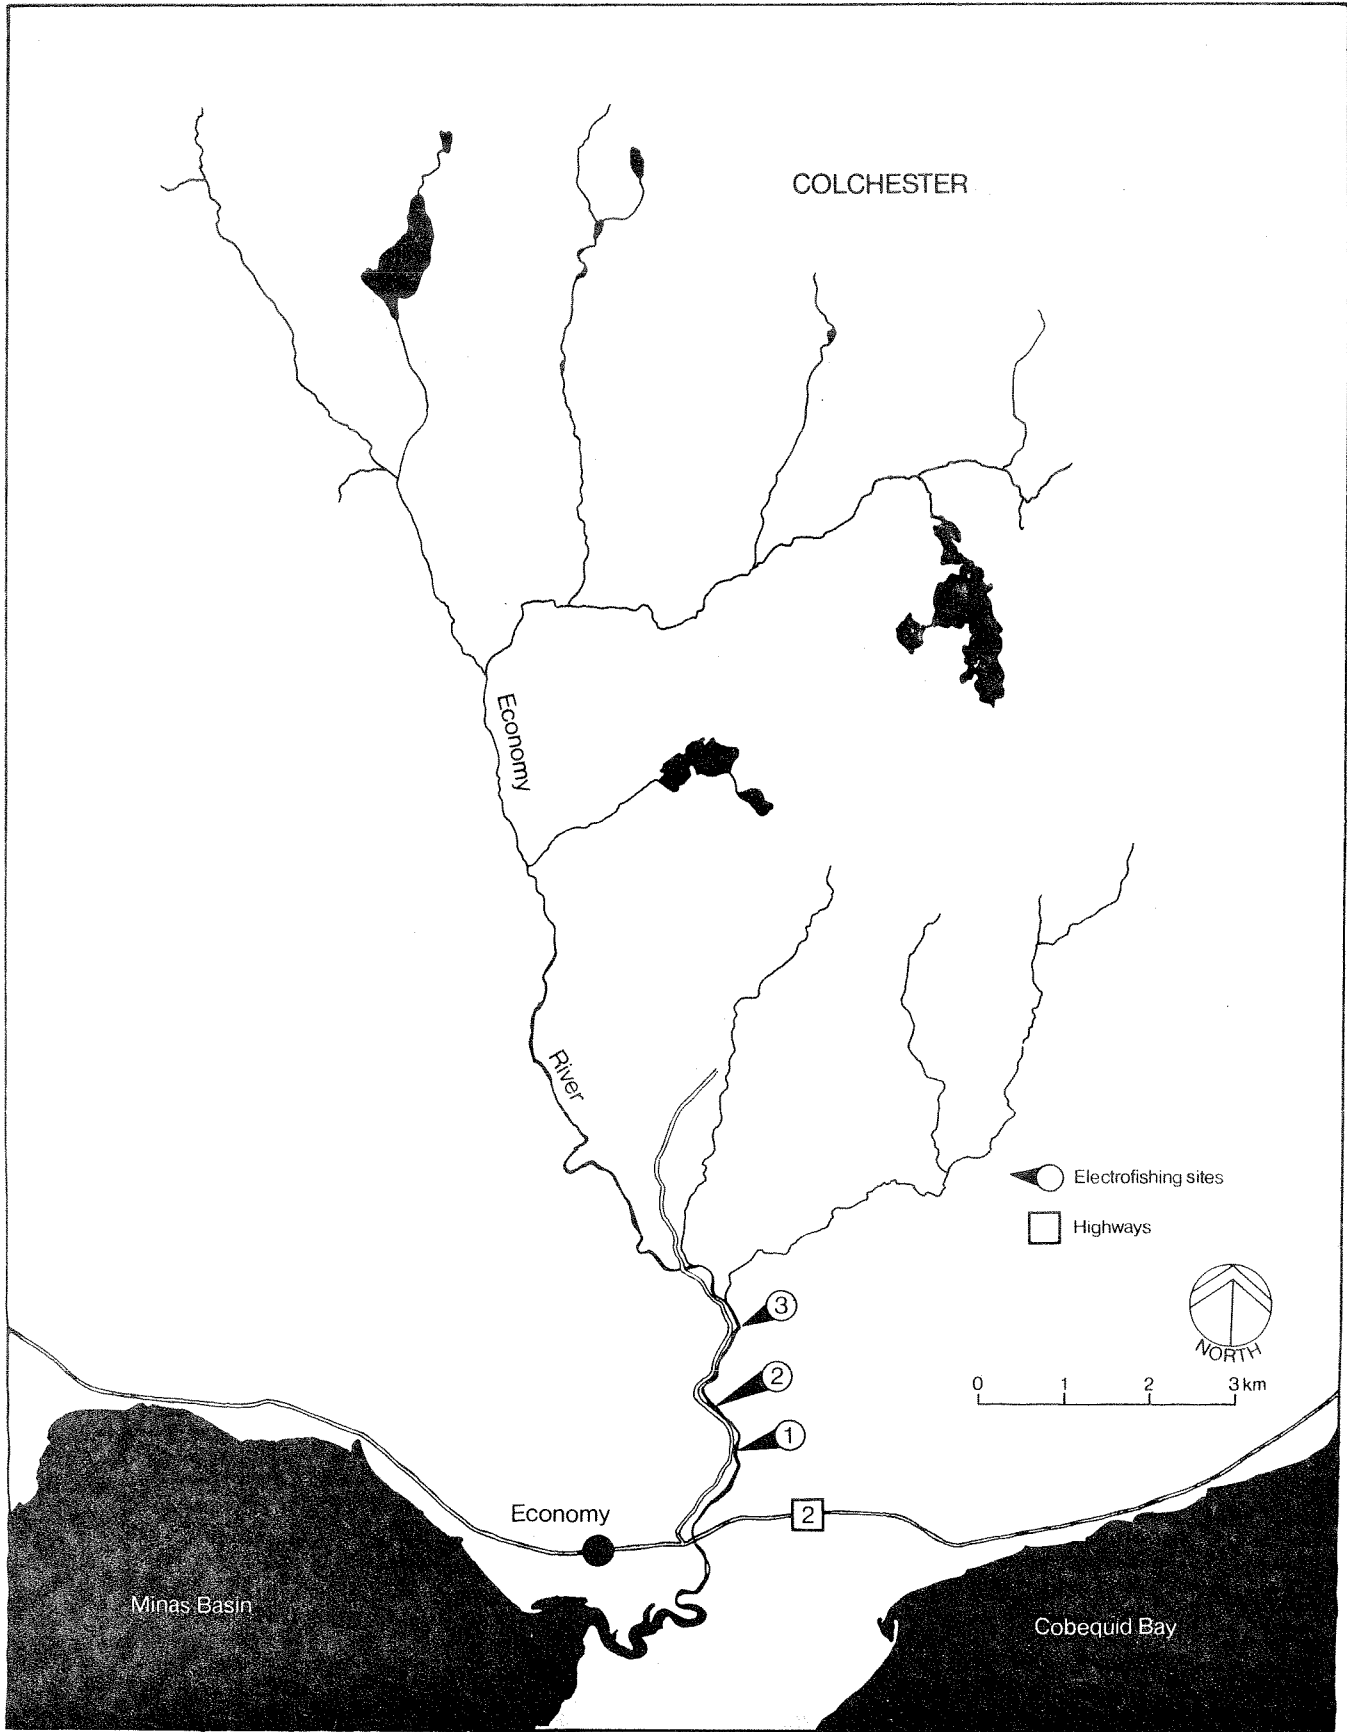 COLCHESTER
Economy
River
Electrofishing sites
Highways
3
NORTH
2
0 1 2 3 km
1
Economy
2
Minas Basin
Cobequid Bay